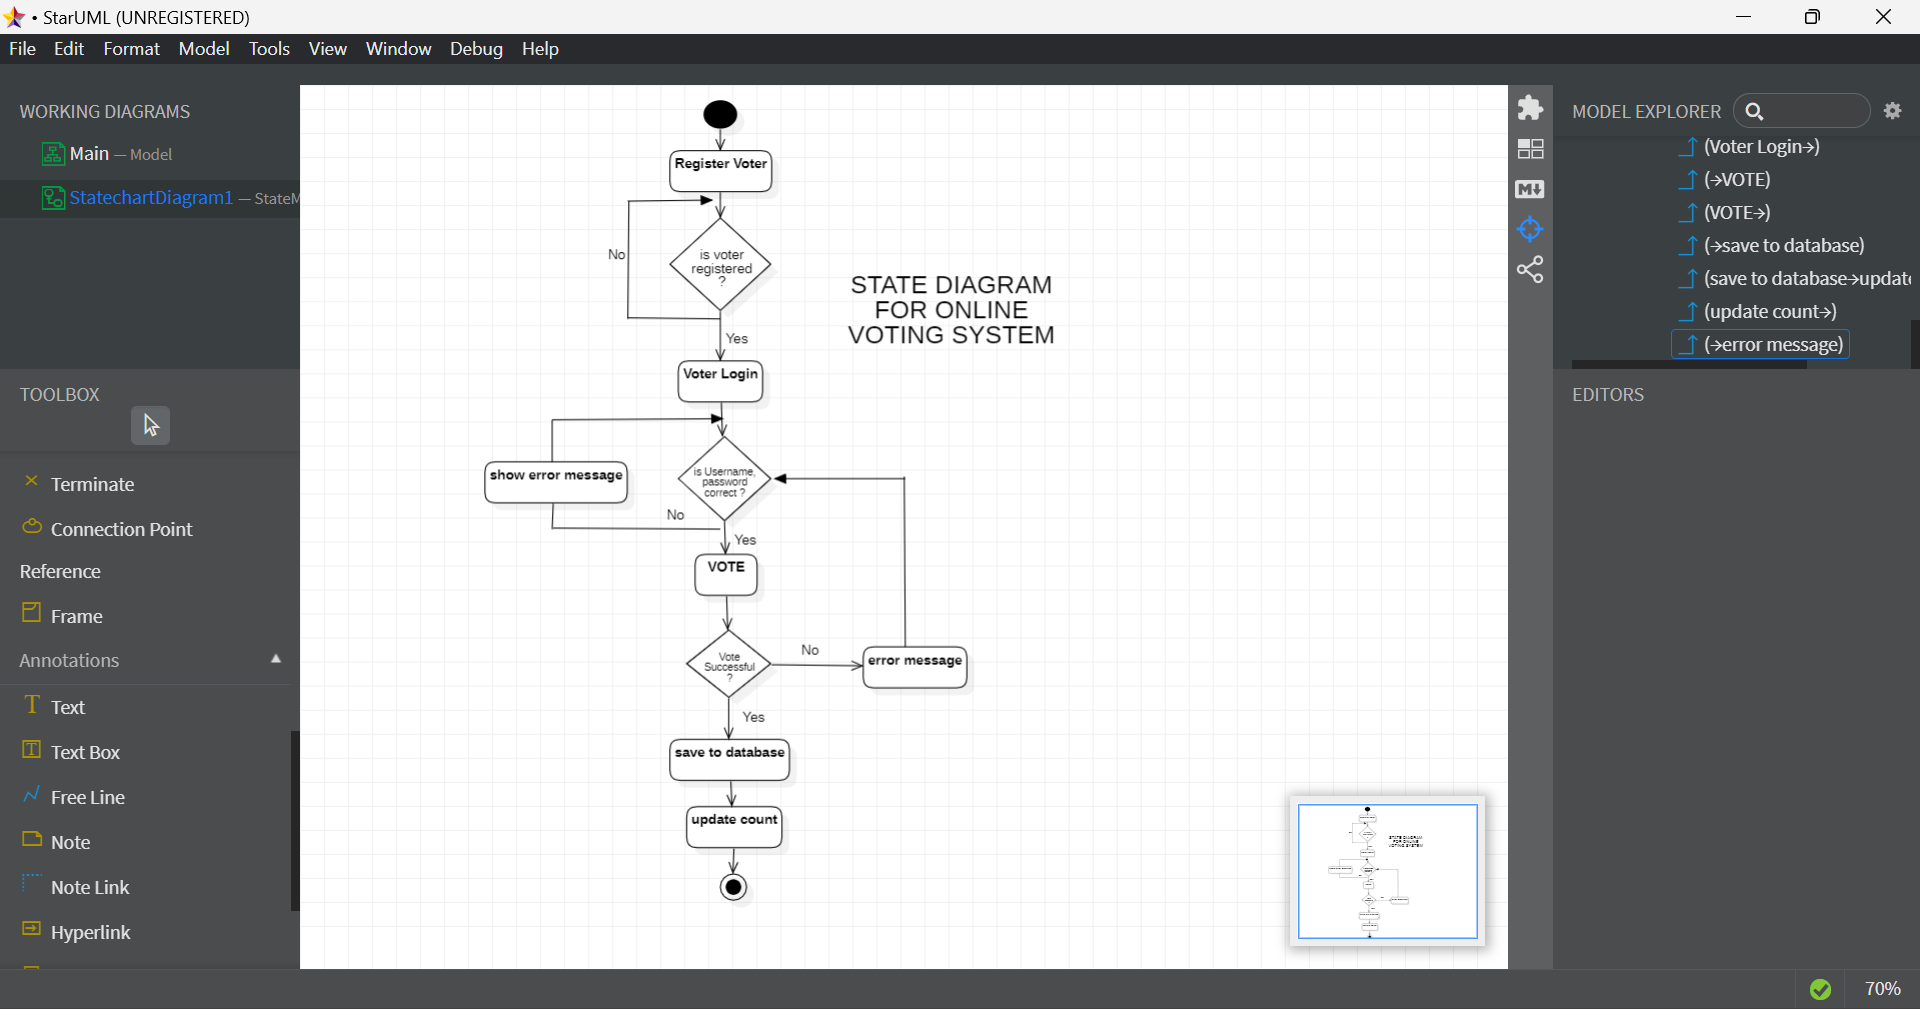 • StarUML (UNREGISTERED)
File Edit Format Model Tools View Window Debug Help
WORKING DIAGRAMS
Main — Model
StatechartDiagram1 — StateM
TOOLBOX
Terminate
Connection Point
Reference
Frame
Annotations
Text
Text Box
Free Line
Note
Note Link
Hyperlink
Register Voter
No
is voter
registered
?
Yes
STATE DIAGRAM
FOR ONLINE
VOTING SYSTEM
Voter Login
show error message
is Username,
password
correct ?
No
Yes
VOTE
Vote
Successful
?
No
error message
Yes
save to database
update count
MODEL EXPLORER
(Voter Login→)
(→VOTE)
(VOTE→)
(→save to database)
(save to database→update
(update count→)
(→error message)
EDITORS
70%